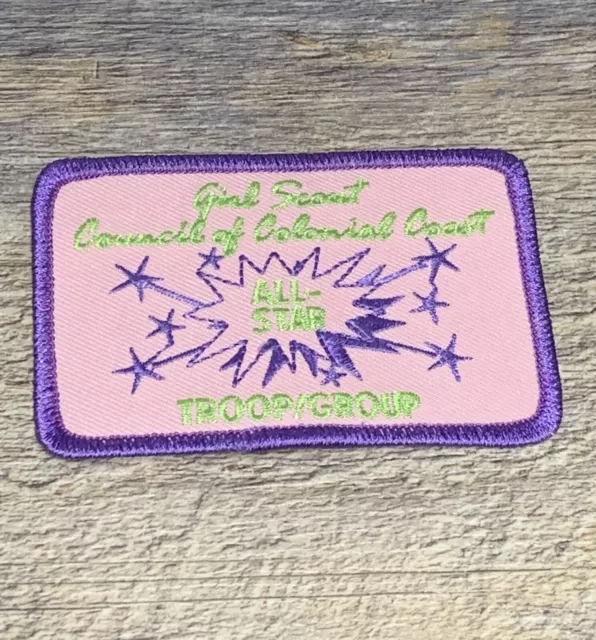 Girl Scout
Council of Colonial Coast
ALL-
STAR
TROOP/GROUP